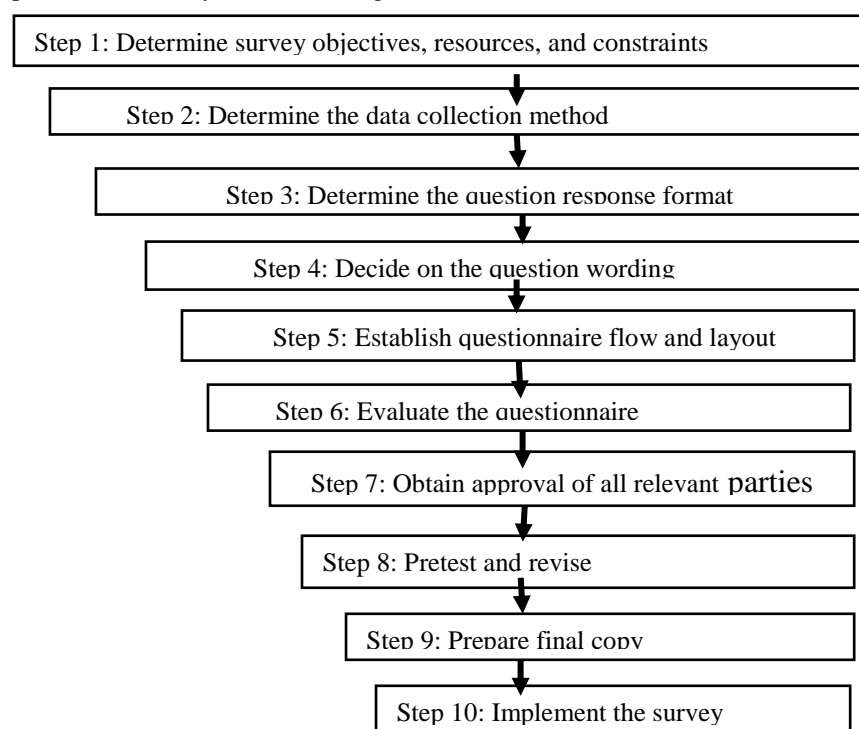 Step 1: Determine survey objectives, resources, and constraints
Step 2: Determine the data collection method
Step 3: Determine the question response format
Step 4: Decide on the question wording
Step 5: Establish questionnaire flow and layout
Step 6: Evaluate the questionnaire
Step 7: Obtain approval of all relevant parties
Step 8: Pretest and revise
Step 9: Prepare final copy
Step 10: Implement the survey